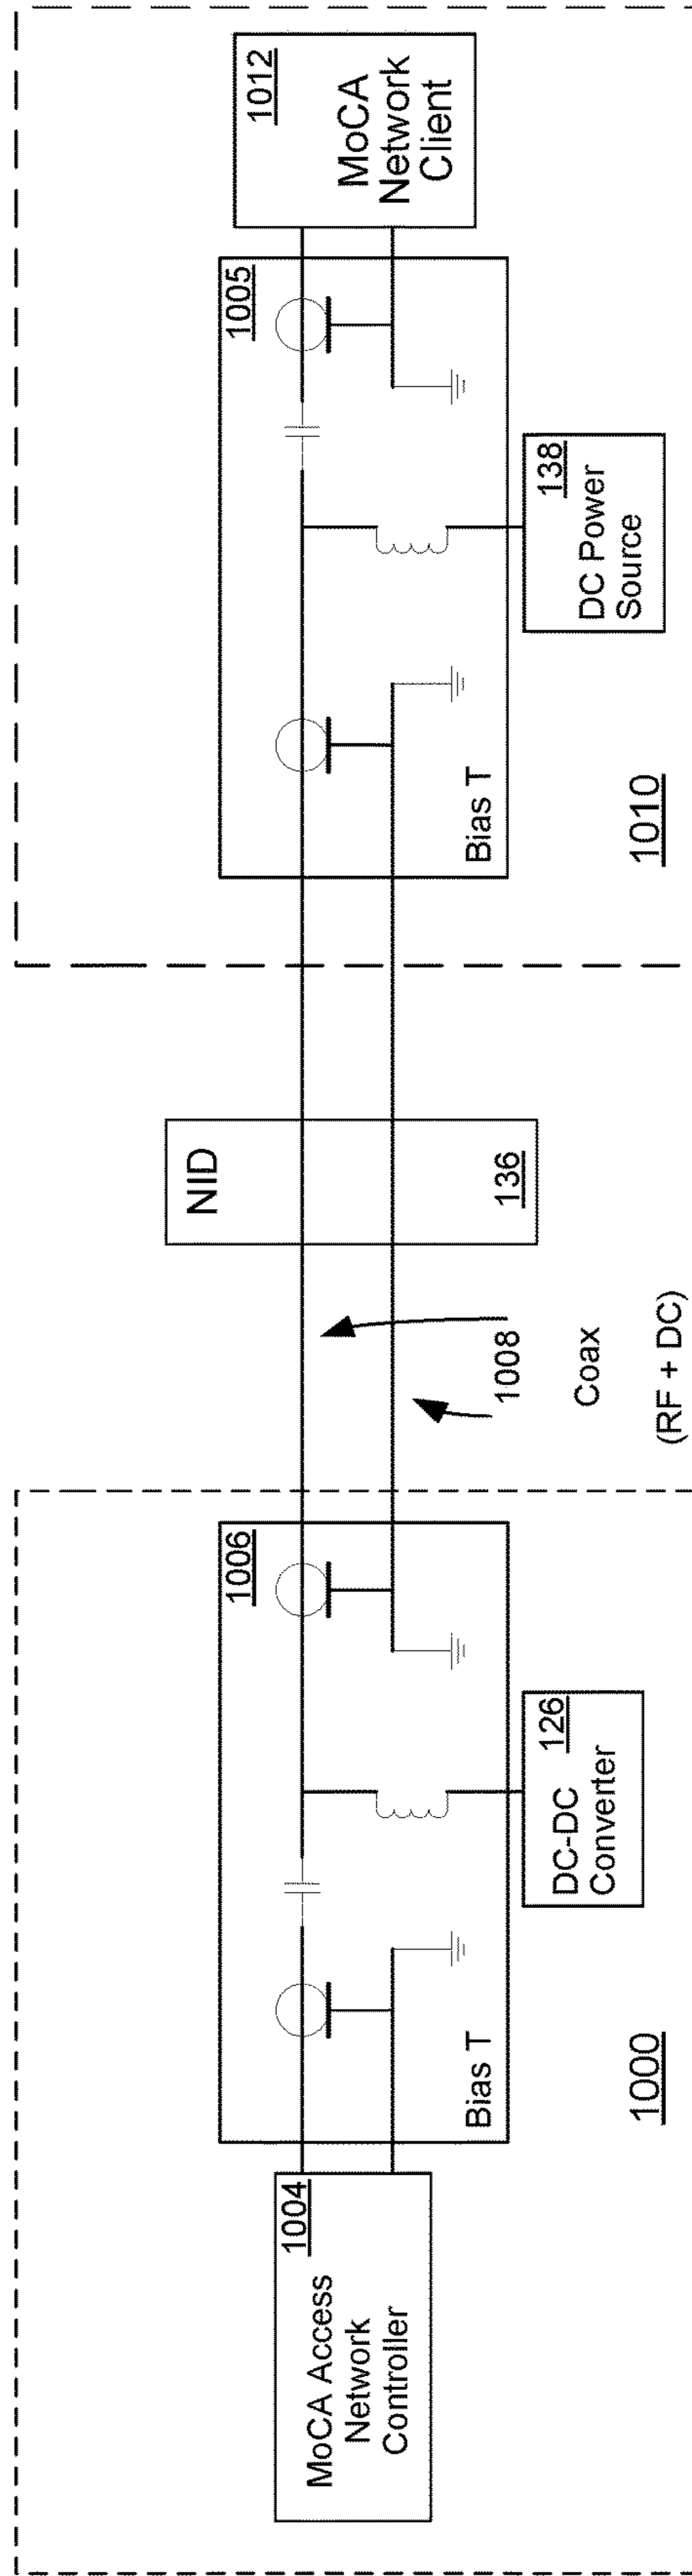 1004
MoCA Access
Network
Controller
1006
Bias T
126
DC-DC
Converter
1000
1008
Coax
(RF + DC)
NID
136
1005
Bias T
138
DC Power
Source
1010
1012
MoCA
Network
Client